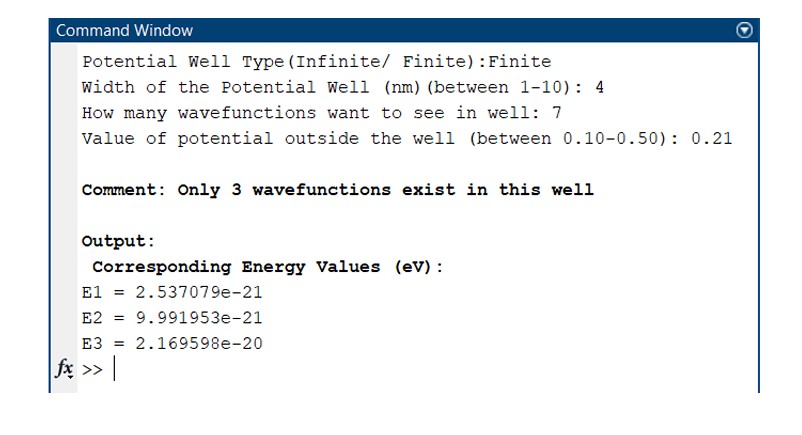 Command Window
Potential Well Type(Infinite/ Finite):Finite
Width of the Potential Well (nm)(between 1-10): 4
How many wavefunctions want to see in well: 7
Value of potential outside the well (between 0.10-0.50): 0.21
Comment: Only 3 wavefunctions exist in this well
Output:
Corresponding Energy Values (eV):
E1 = 2.537079e-21
E2 = 9.991953e-21
E3 = 2.169598e-20
fx >>